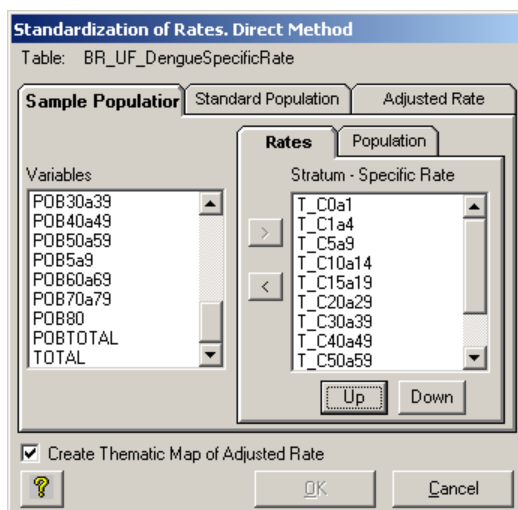 Standardization of Rates. Direct Method
Table: BR_UF_DengueSpecificRate
Sample Population
Standard Population
Adjusted Rate
Rates
Population
Variables
POB30a39
POB40a49
POB50a59
POB5a9
POB60a69
POB70a79
POB80
POBTOTAL
TOTAL
>
<
Stratum - Specific Rate
T_C0a1
T_C1a4
T_C5a9
T_C10a14
T_C15a19
T_C20a29
T_C30a39
T_C40a49
T_C50a59
Up
Down
Create Thematic Map of Adjusted Rate
?
OK
Cancel